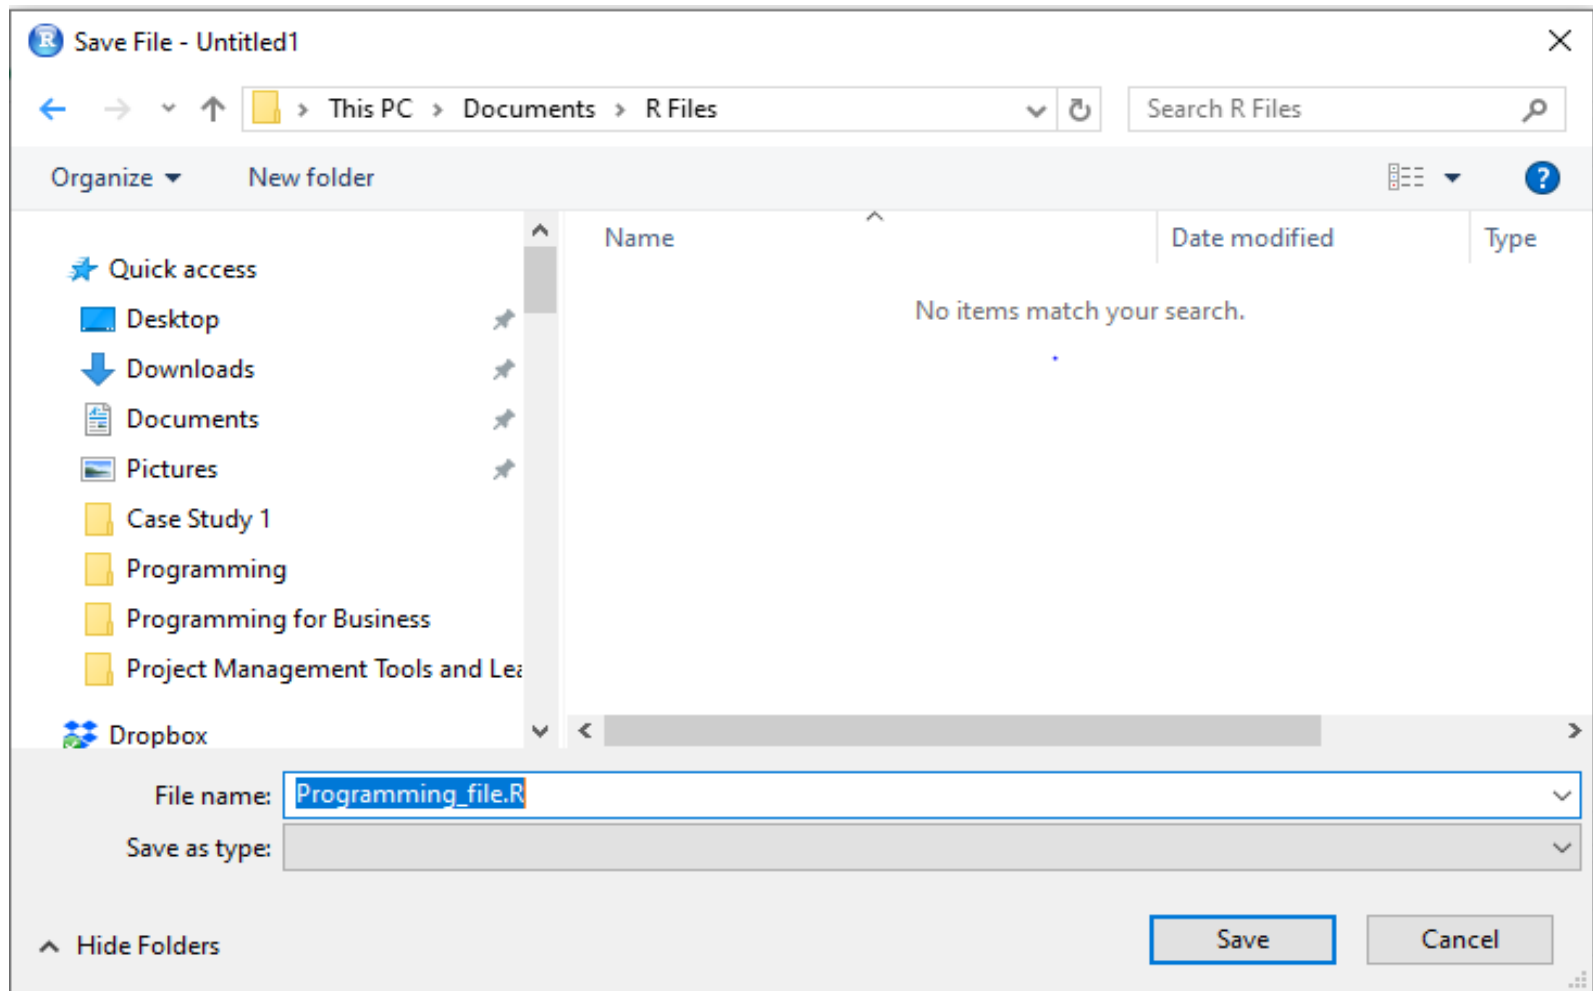 R Save File - Untitled1
This PC > Documents > R Files
Search R Files
Organize
New folder
?
Name
Date modified
Type
No items match your search.
Quick access
Desktop
Downloads
Documents
Pictures
Case Study 1
Programming
Programming for Business
Project Management Tools and Lea
Dropbox
File name: Programming_file.R
Save as type:
Hide Folders
Save
Cancel